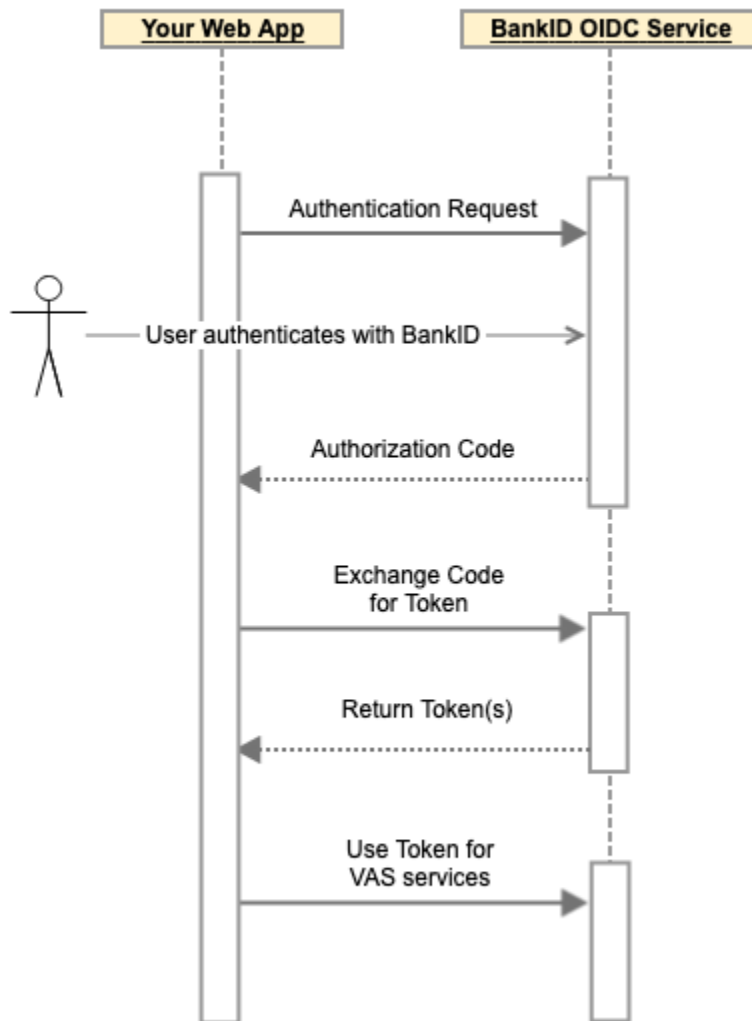 Your Web App
BankID OIDC Service
Authentication Request
User authenticates with BankID
Authorization Code
Exchange Code
for Token
Return Token(s)
Use Token for
VAS services